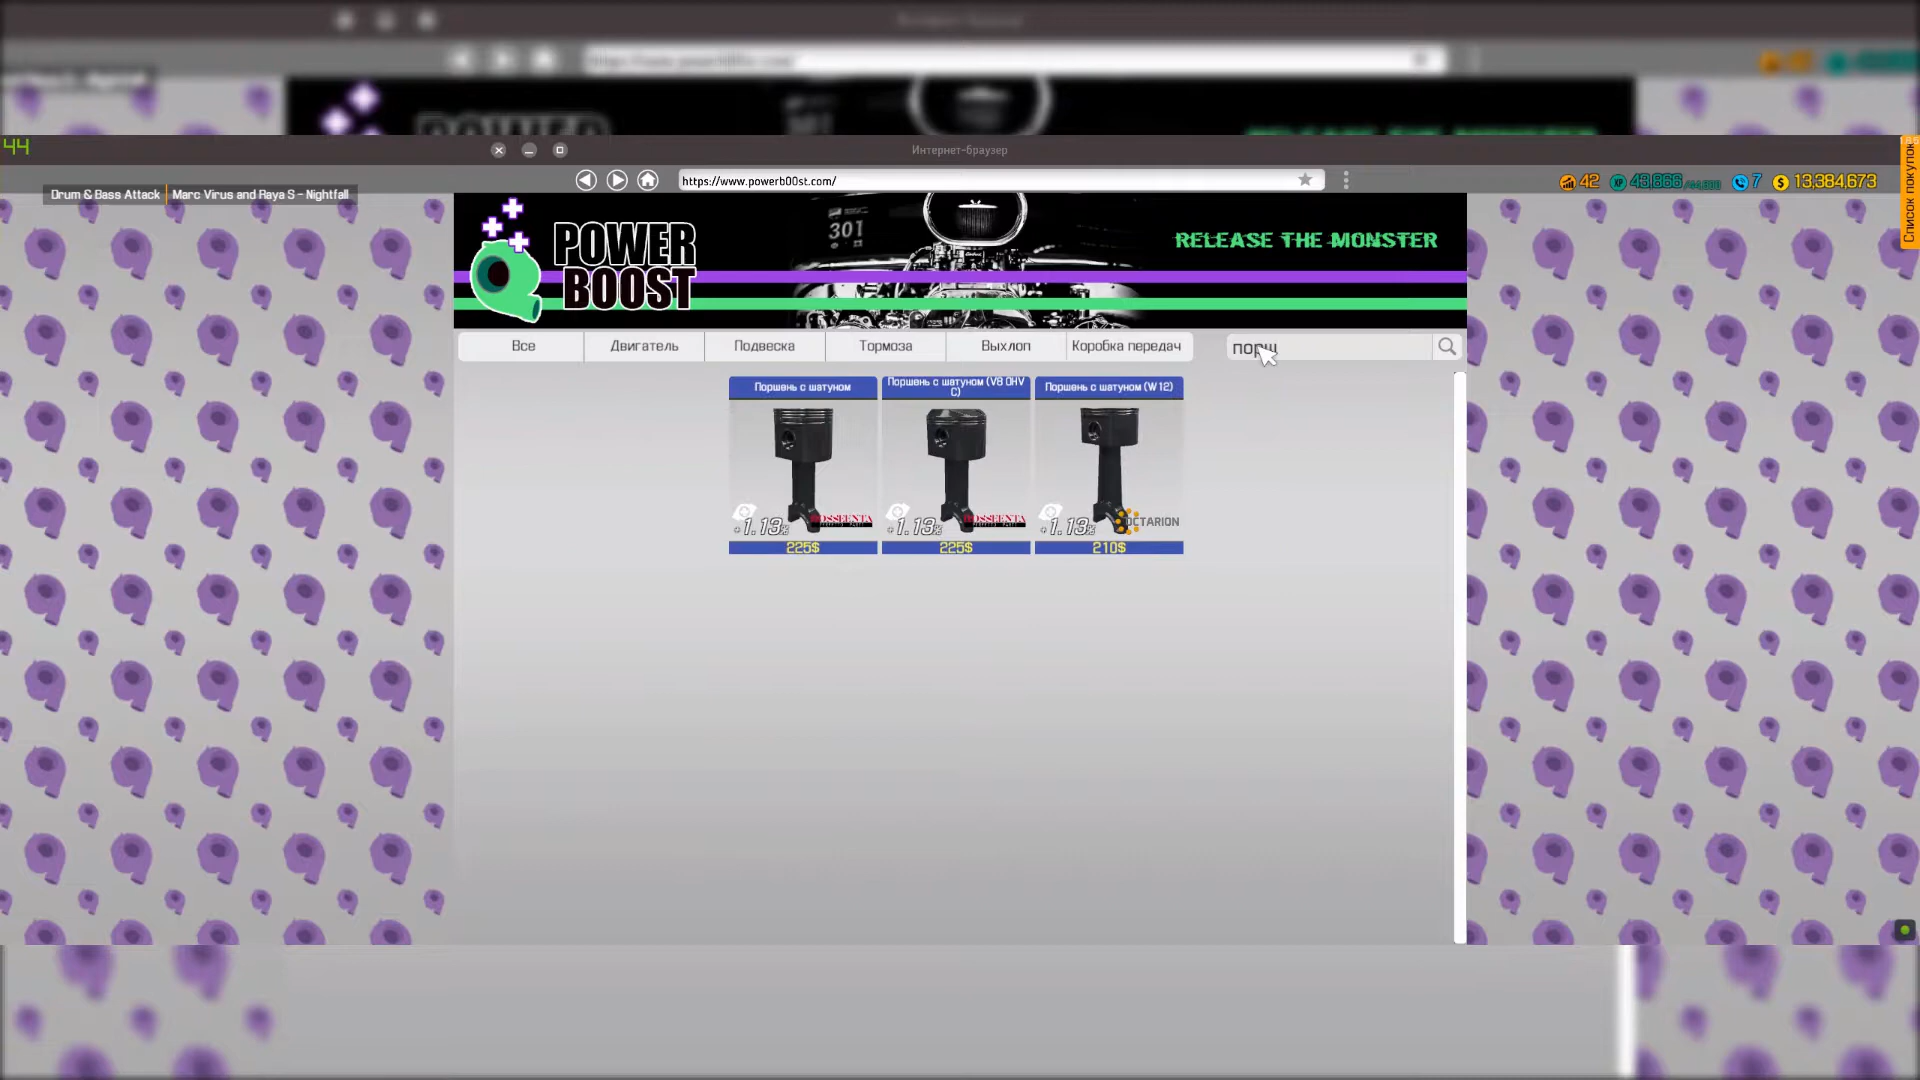 44
Интернет-браузер
https://www.powerb00st.com/
Drum & Bass Attack | Marc Virus and Raya S - Nightfall
42
43,866
7
13,384,673
Список покупок
POWER
BOOST
301
RELEASE THE MONSTER
Все
Двигатель
Подвеска
Тормоза
Выхлоп
Коробка передач
порш
Поршень с шатуном
Поршень с шатуном (V8 OHV
C)
Поршень с шатуном (W12)
+1.13%
+1.13%
+1.13%
OCTARION
225$
225$
210$